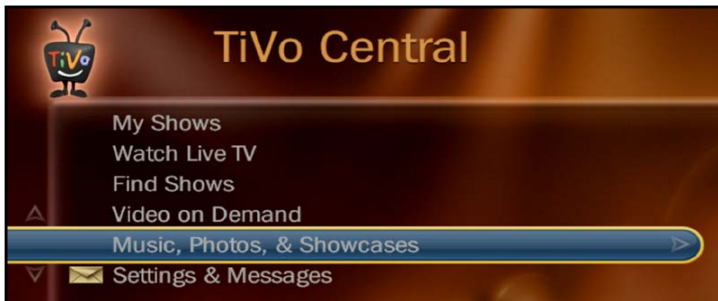 TiVo
TiVo Central
My Shows
Watch Live TV
Find Shows
Video on Demand
Music, Photos, & Showcases
Settings & Messages